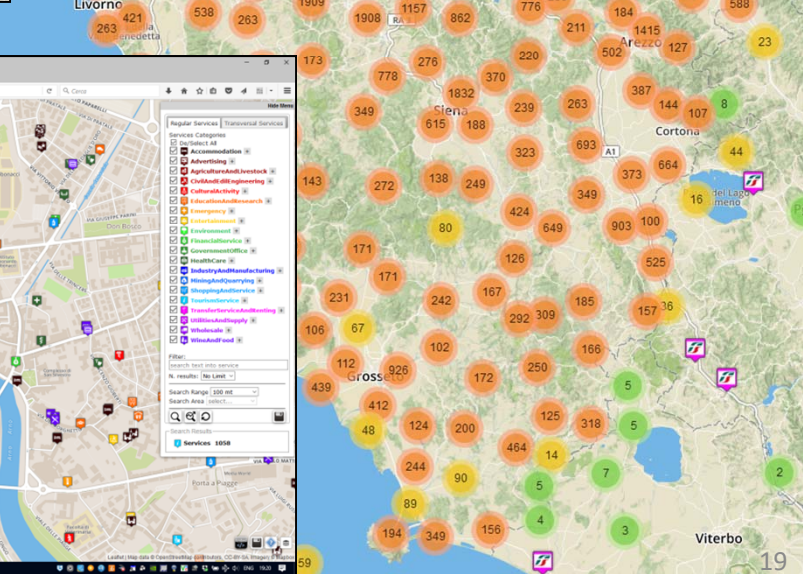 Livorno
263
421
538
263
1909
1908
1157
862
776
184
588
1415
211
502
127
Arezzo
23
173
276
220
778
370
1832
387
349
239
263
144
107
8
Siena
615
188
Cortona
323
693
A1
44
143
272
138
249
373
664
349
16
424
649
903
100
80
171
126
525
171
231
242
167
185
157
36
292
309
106
67
102
166
112
926
250
Grosseto
439
172
5
412
48
124
200
125
318
5
464
14
244
90
7
2
5
89
4
194
349
156
3
Viterbo
59
19
Cerca
Hide Menu
Regular Services
Transversal Services
Services Categories
De/Select All
Accommodation
Advertising
AgricultureAndLivestock
CivilAndEdilEngineering
CulturalActivity
EducationAndResearch
Emergency
Entertainment
Environment
FinancialService
GovernmentOffice
HealthCare
IndustryAndManufacturing
MiningAndQuarrying
ShoppingAndService
TourismService
TransferServiceAndRenting
UtilitiesAndSupply
Wholesale
WineAndFood
Filter:
search text into service
N. results: No Limit
Search Range 100 mt
Search Area select...
Search Results
Services 1058
Don Bosco
Porta a Piagge
ENG 19:20